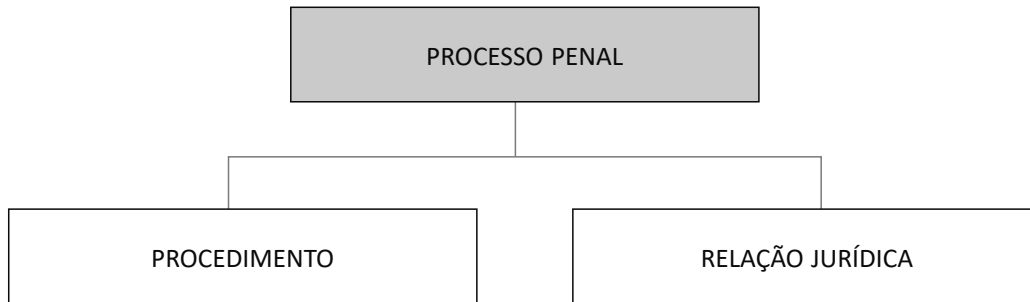 PROCESSO PENAL
PROCEDIMENTO
RELAÇÃO JURÍDICA